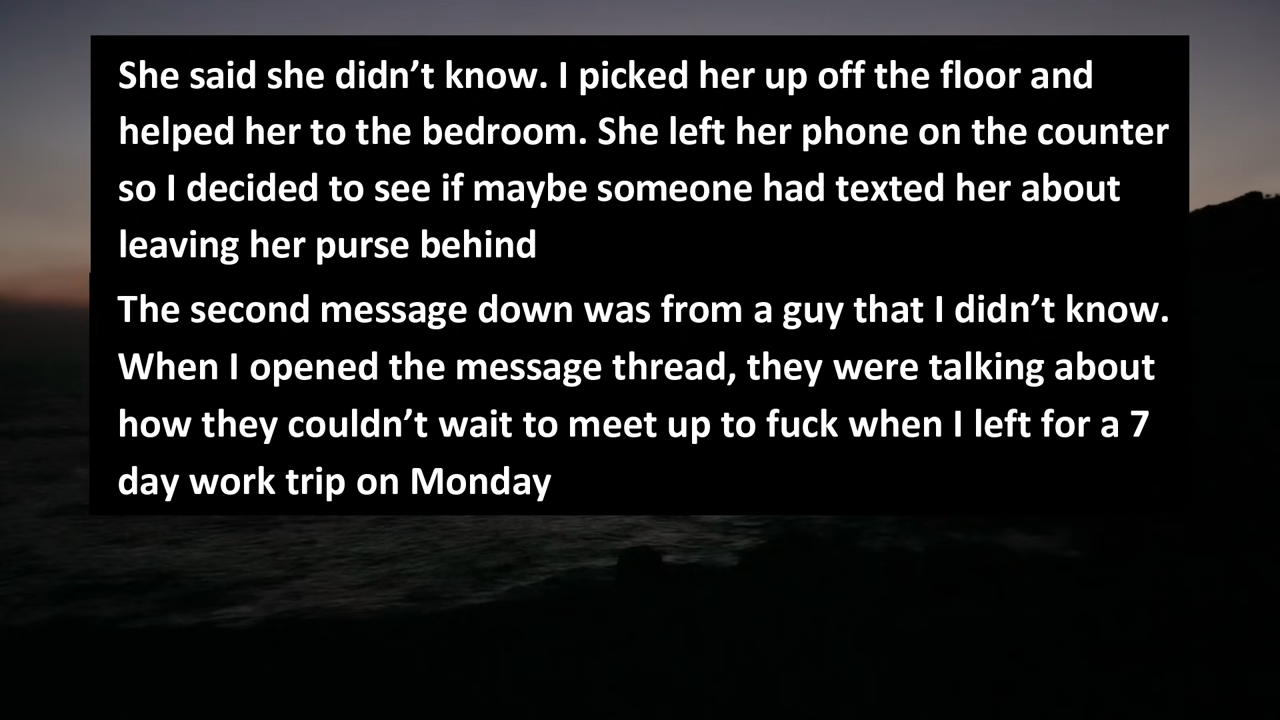 She said she didn’t know. I picked her up off the floor and
helped her to the bedroom. She left her phone on the counter
so I decided to see if maybe someone had texted her about
leaving her purse behind
The second message down was from a guy that I didn’t know.
When I opened the message thread, they were talking about
how they couldn’t wait to meet up to fuck when I left for a 7
day work trip on Monday